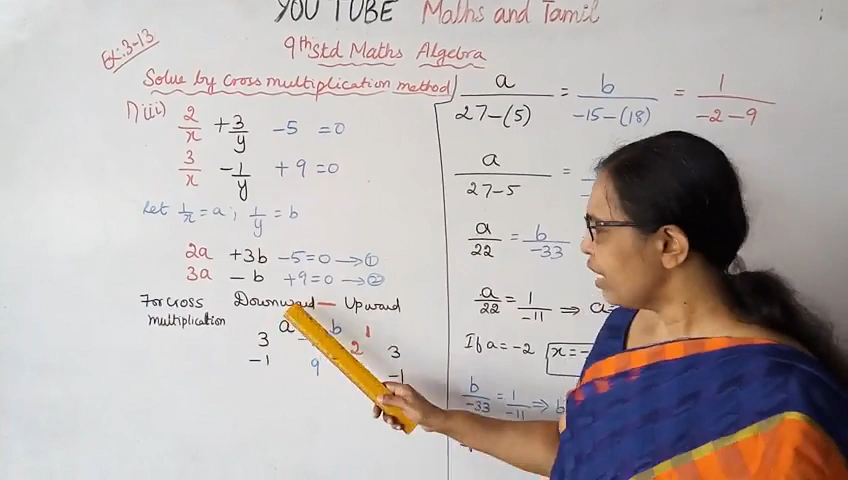 YOU TUBE Maths and Tamil
Ex:3-13
9th Std Maths Algebra
Solve by cross multiplication method
1) (iii) 2/x + 3/y - 5 = 0
3/x - 1/y + 9 = 0
Let 1/x = a ; 1/y = b
2a + 3b - 5 = 0 → ①
3a - b + 9 = 0 → ②
For cross multiplication
Downward — Upward
a b 1
3 2 3
-1 9 -1
a/27-(5) = b/-15-(18) = 1/-2-9
a/27-5 =
a/22 = b/-33
a/22 = 1/-11 ⇒ a=
If a = -2
b/-33 = 1/-11 ⇒ b